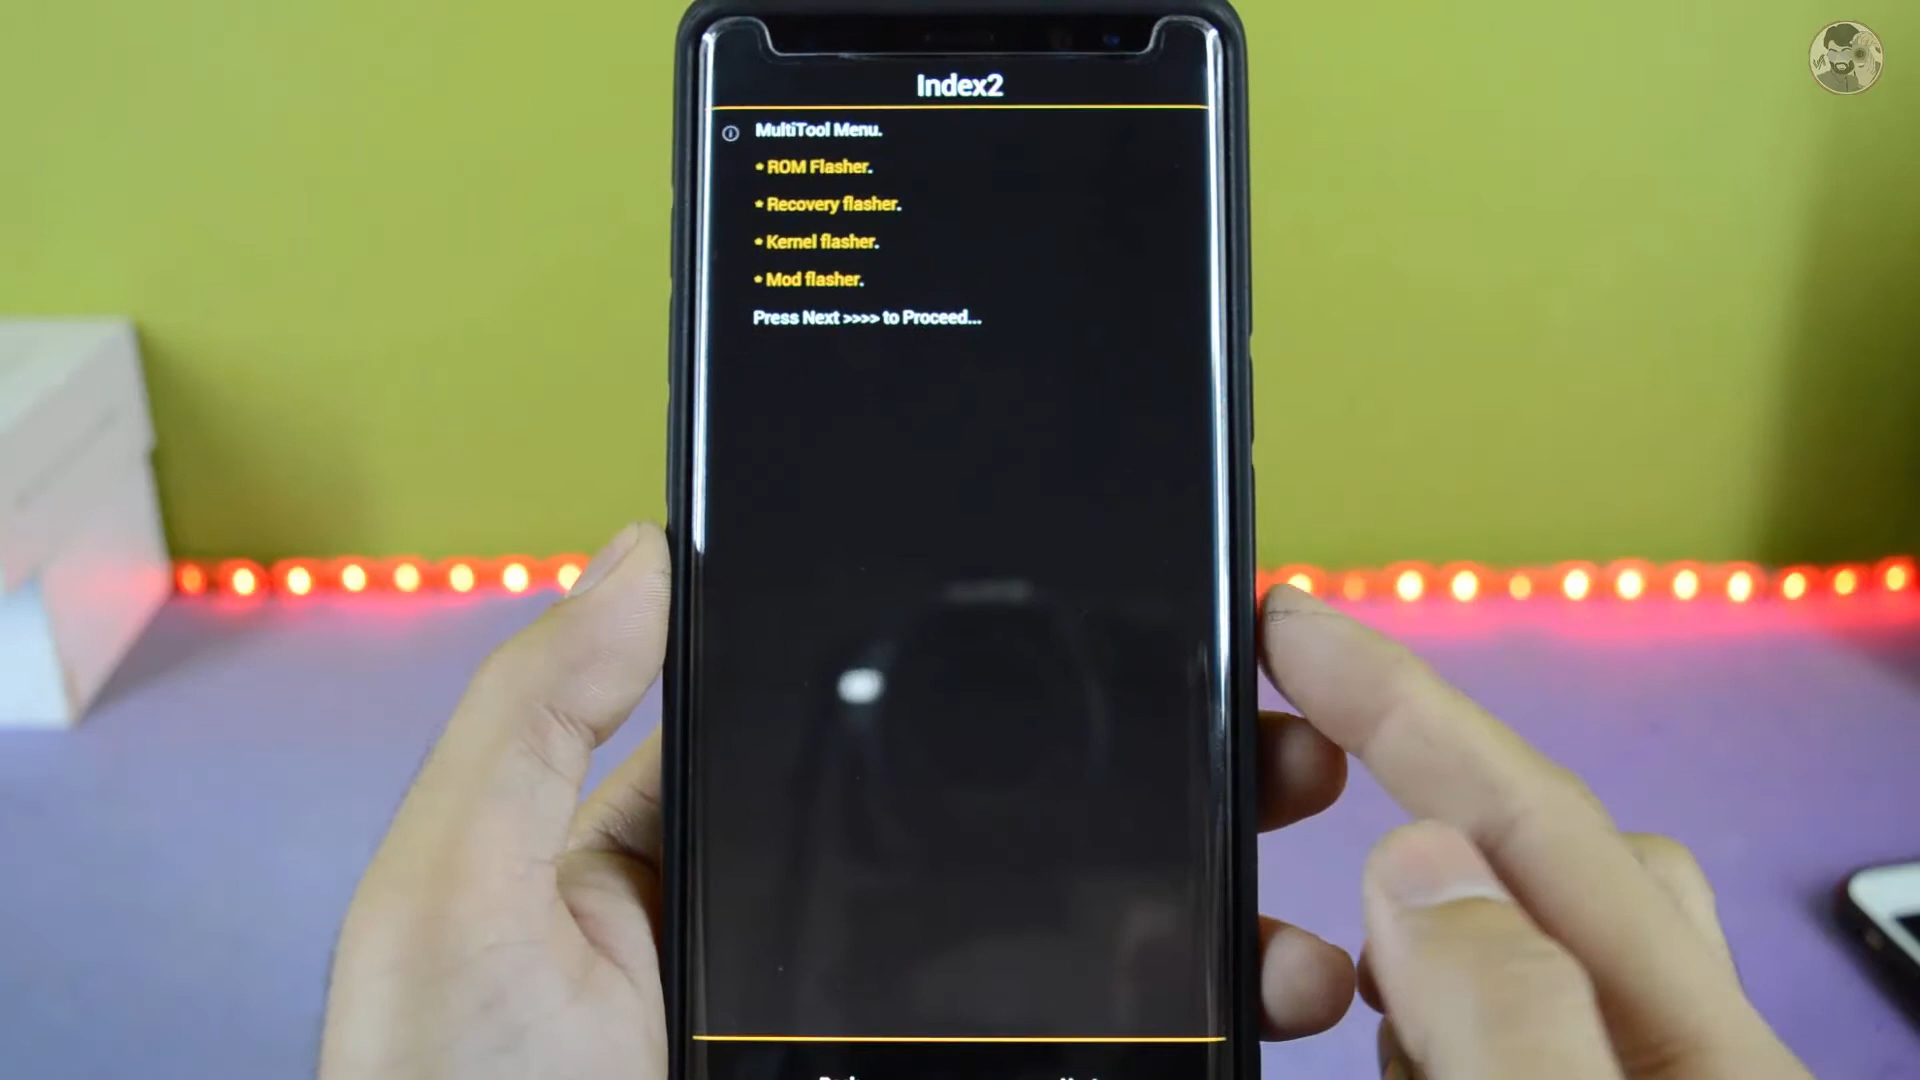 Index2
MultiTool Menu.
* ROM Flasher.
* Recovery flasher.
* Kernel flasher.
* Mod flasher.
Press Next >>>> to Proceed...